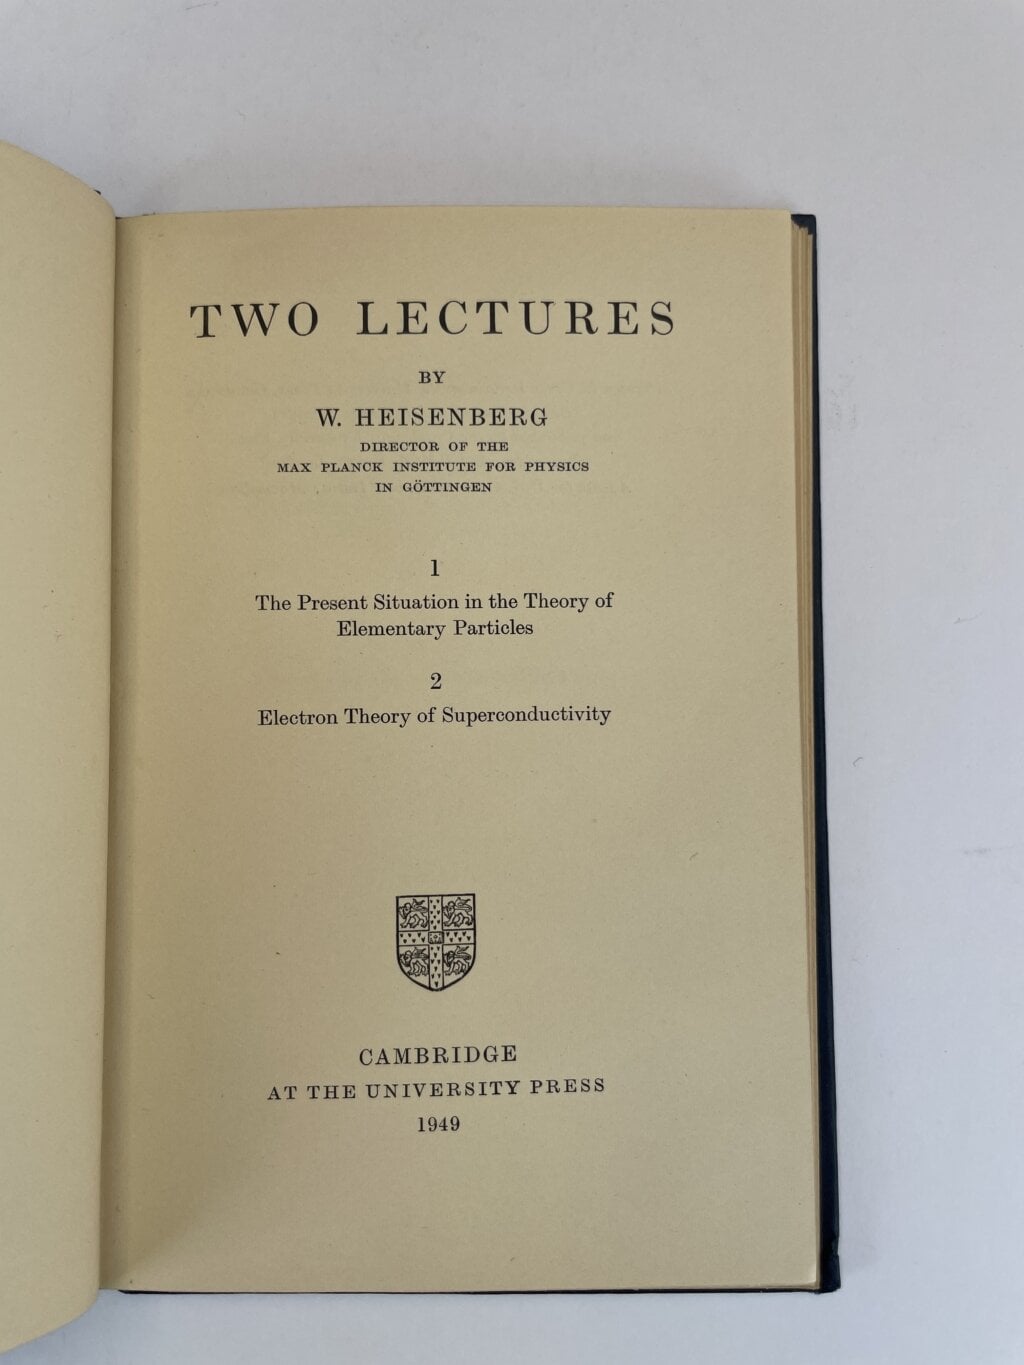 TWO LECTURES
BY
W. HEISENBERG
DIRECTOR OF THE
MAX PLANCK INSTITUTE FOR PHYSICS
IN GÖTTINGEN
1
The Present Situation in the Theory of
Elementary Particles
2
Electron Theory of Superconductivity
CAMBRIDGE
AT THE UNIVERSITY PRESS
1949